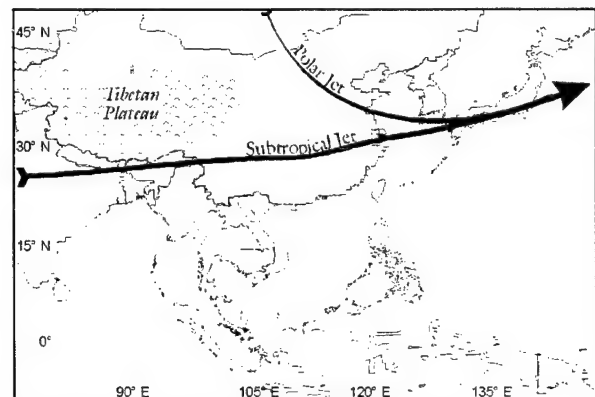 45° N
Polar Jet
Tibetan
Plateau
30° N
Subtropical Jet
15° N
0°
90° E
105° E
120° E
135° E